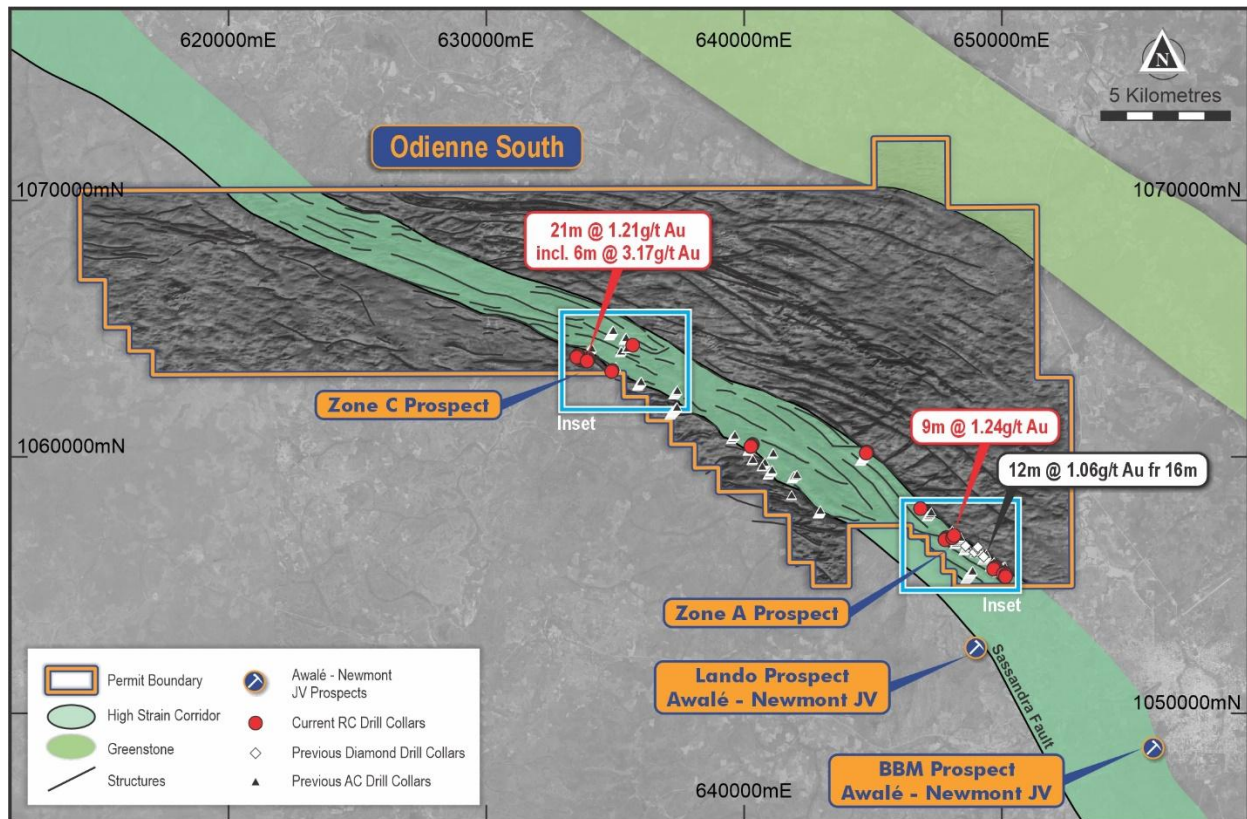 620000mE
630000mE
640000mE
650000mE
N
5 Kilometres
Odienne South
1070000mN
1070000mN
21m @ 1.21g/t Au
incl. 6m @ 3.17g/t Au
Zone C Prospect
Inset
1060000mN
1060000mN
9m @ 1.24g/t Au
12m @ 1.06g/t Au fr 16m
Zone A Prospect
Inset
Lando Prospect
Awalé - Newmont JV
Sassandra Fault
1050000mN
BBM Prospect
Awalé - Newmont JV
640000mE
Permit Boundary
High Strain Corridor
Greenstone
Structures
Awalé - Newmont
JV Prospects
Current RC Drill Collars
Previous Diamond Drill Collars
Previous AC Drill Collars